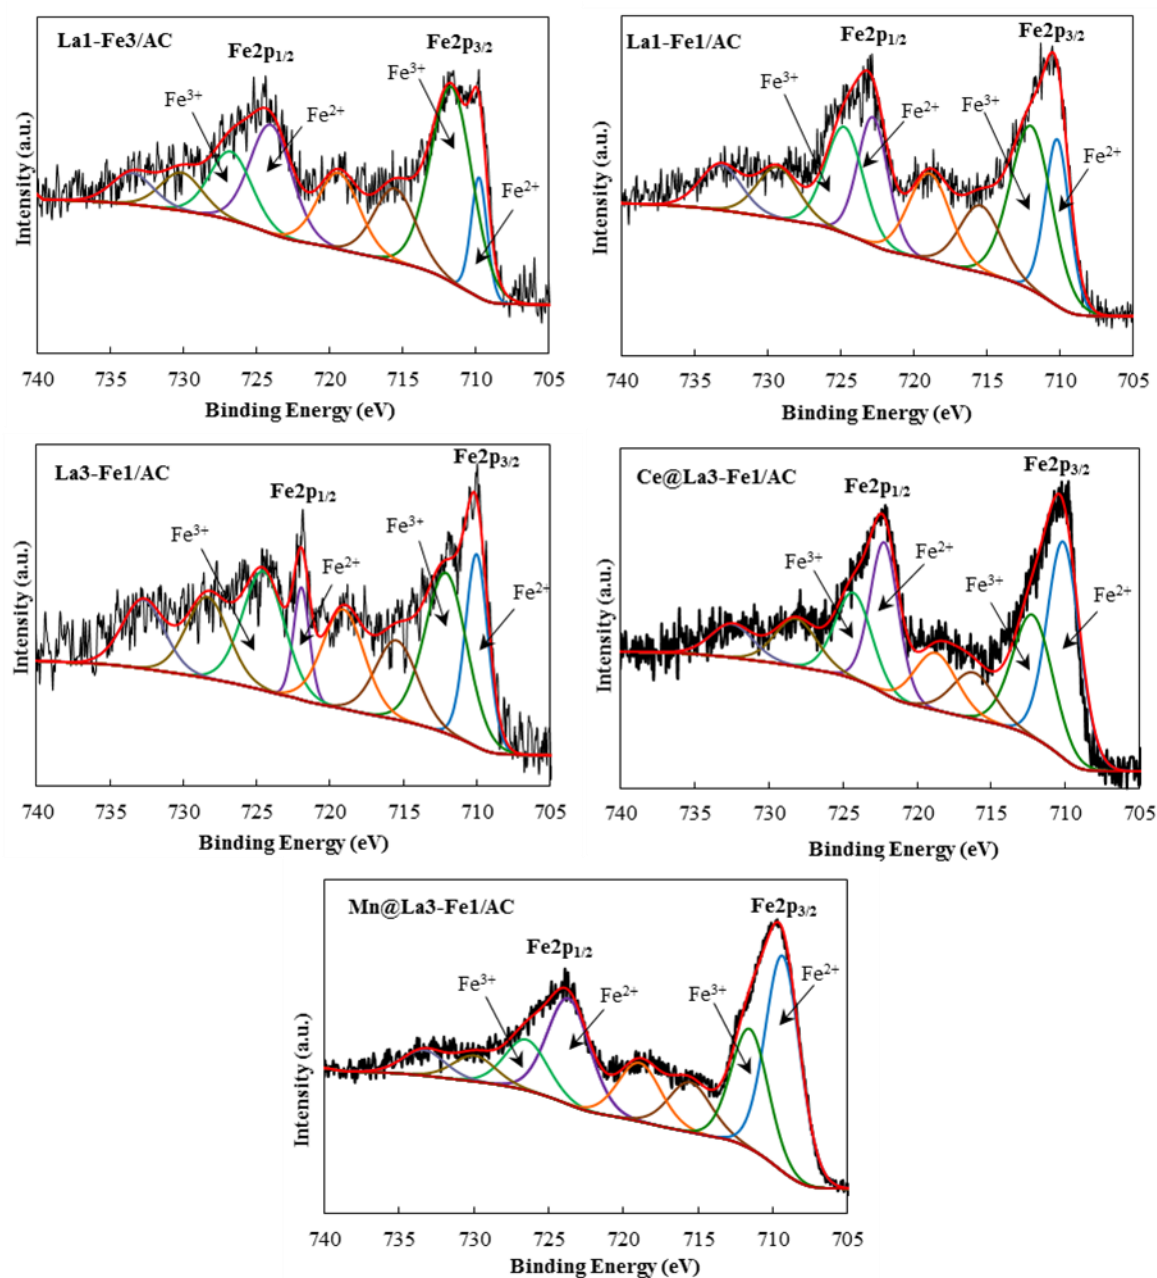 La1-Fe3/AC
Fe2p1/2
Fe2p3/2
Fe3+
Fe3+
Fe2+
Fe2+
Intensity (a.u.)
740 735 730 725 720 715 710 705
Binding Energy (eV)
La1-Fe1/AC
Fe2p1/2
Fe2p3/2
Fe3+
Fe2+
Fe3+
Fe2+
Intensity (a.u.)
740 735 730 725 720 715 710 705
Binding Energy (eV)
La3-Fe1/AC
Fe2p1/2
Fe2p3/2
Fe3+
Fe2+
Fe3+
Fe2+
Intensity (a.u.)
740 735 730 725 720 715 710 705
Binding Energy (eV)
Ce@La3-Fe1/AC
Fe2p1/2
Fe2p3/2
Fe3+
Fe2+
Fe3+
Fe2+
Intensity (a.u.)
740 735 730 725 720 715 710 705
Binding Energy (eV)
Mn@La3-Fe1/AC
Fe2p1/2
Fe2p3/2
Fe3+
Fe2+
Fe3+
Fe2+
Intensity (a.u.)
740 735 730 725 720 715 710 705
Binding Energy (eV)